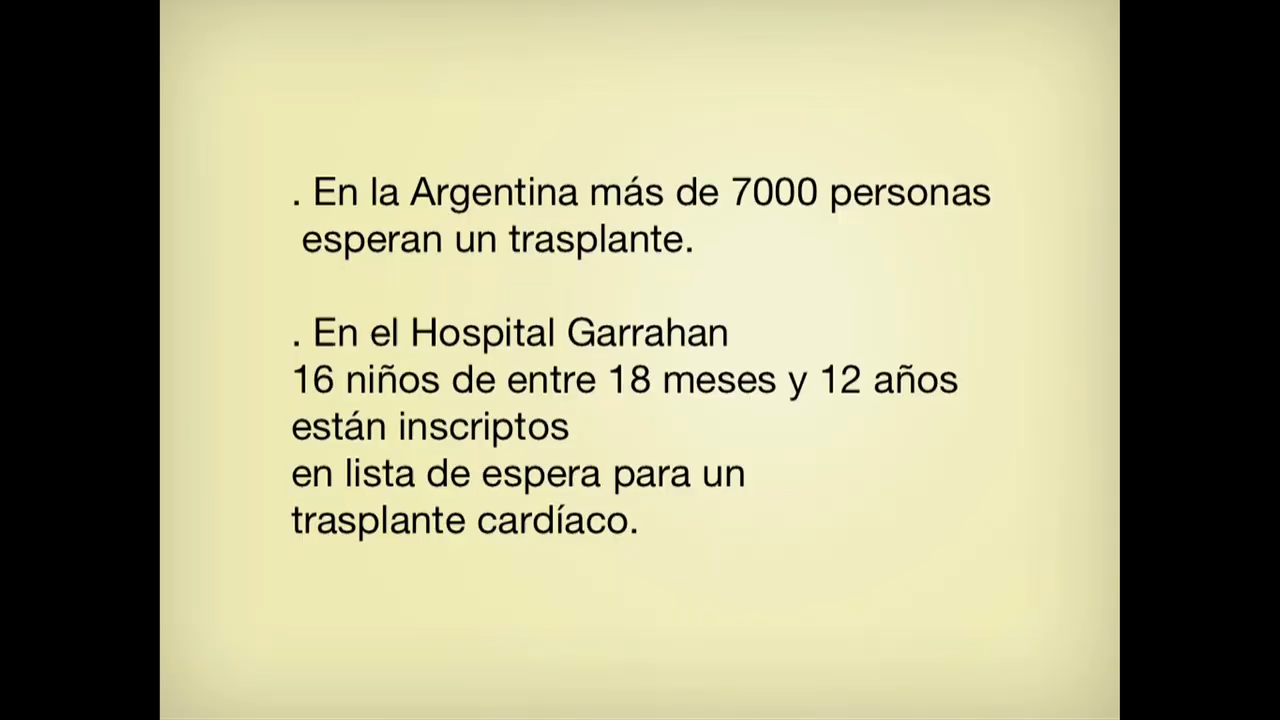 . En la Argentina más de 7000 personas
esperan un trasplante.
. En el Hospital Garrahan
16 niños de entre 18 meses y 12 años
están inscriptos
en lista de espera para un
trasplante cardíaco.